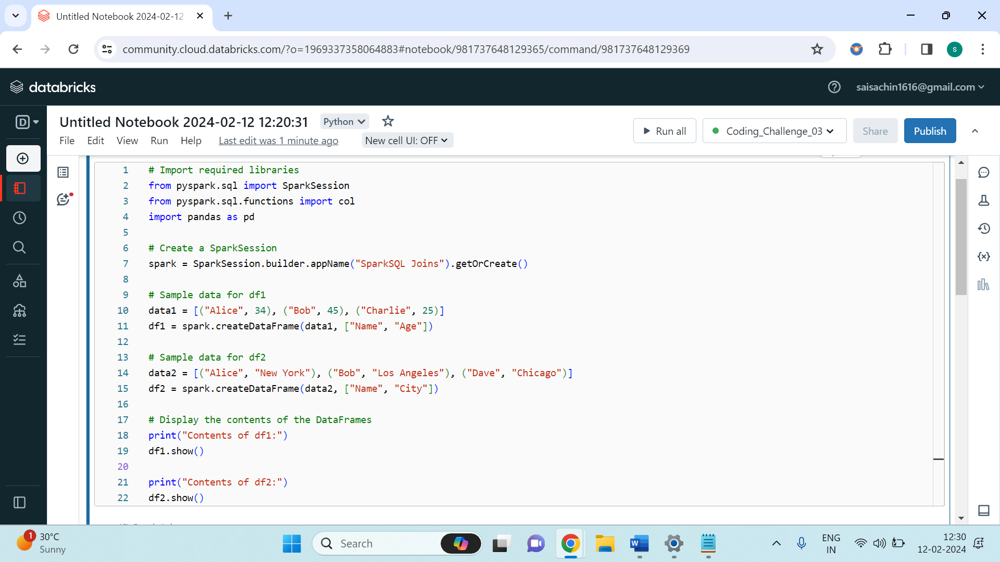 Untitled Notebook 2024-02-12
community.cloud.databricks.com/?o=1969337358064883#notebook/981737648129365/command/981737648129369
S
databricks
saisachin1616@gmail.com
D
Untitled Notebook 2024-02-12 12:20:31
Python
File Edit View Run Help
Last edit was 1 minute ago
New cell UI: OFF
Run all
Coding_Challenge_03
Share
Publish
1 # Import required libraries
2 from pyspark.sql import SparkSession
3 from pyspark.sql.functions import col
4 import pandas as pd
5
6 # Create a SparkSession
7 spark = SparkSession.builder.appName("SparkSQL Joins").getOrCreate()
8
9 # Sample data for df1
10 data1 = [("Alice", 34), ("Bob", 45), ("Charlie", 25)]
11 df1 = spark.createDataFrame(data1, ["Name", "Age"])
12
13 # Sample data for df2
14 data2 = [("Alice", "New York"), ("Bob", "Los Angeles"), ("Dave", "Chicago")]
15 df2 = spark.createDataFrame(data2, ["Name", "City"])
16
17 # Display the contents of the DataFrames
18 print("Contents of df1:")
19 df1.show()
20
21 print("Contents of df2:")
22 df2.show()
1
30°C
Sunny
Search
W
ENG
IN
12:30
12-02-2024